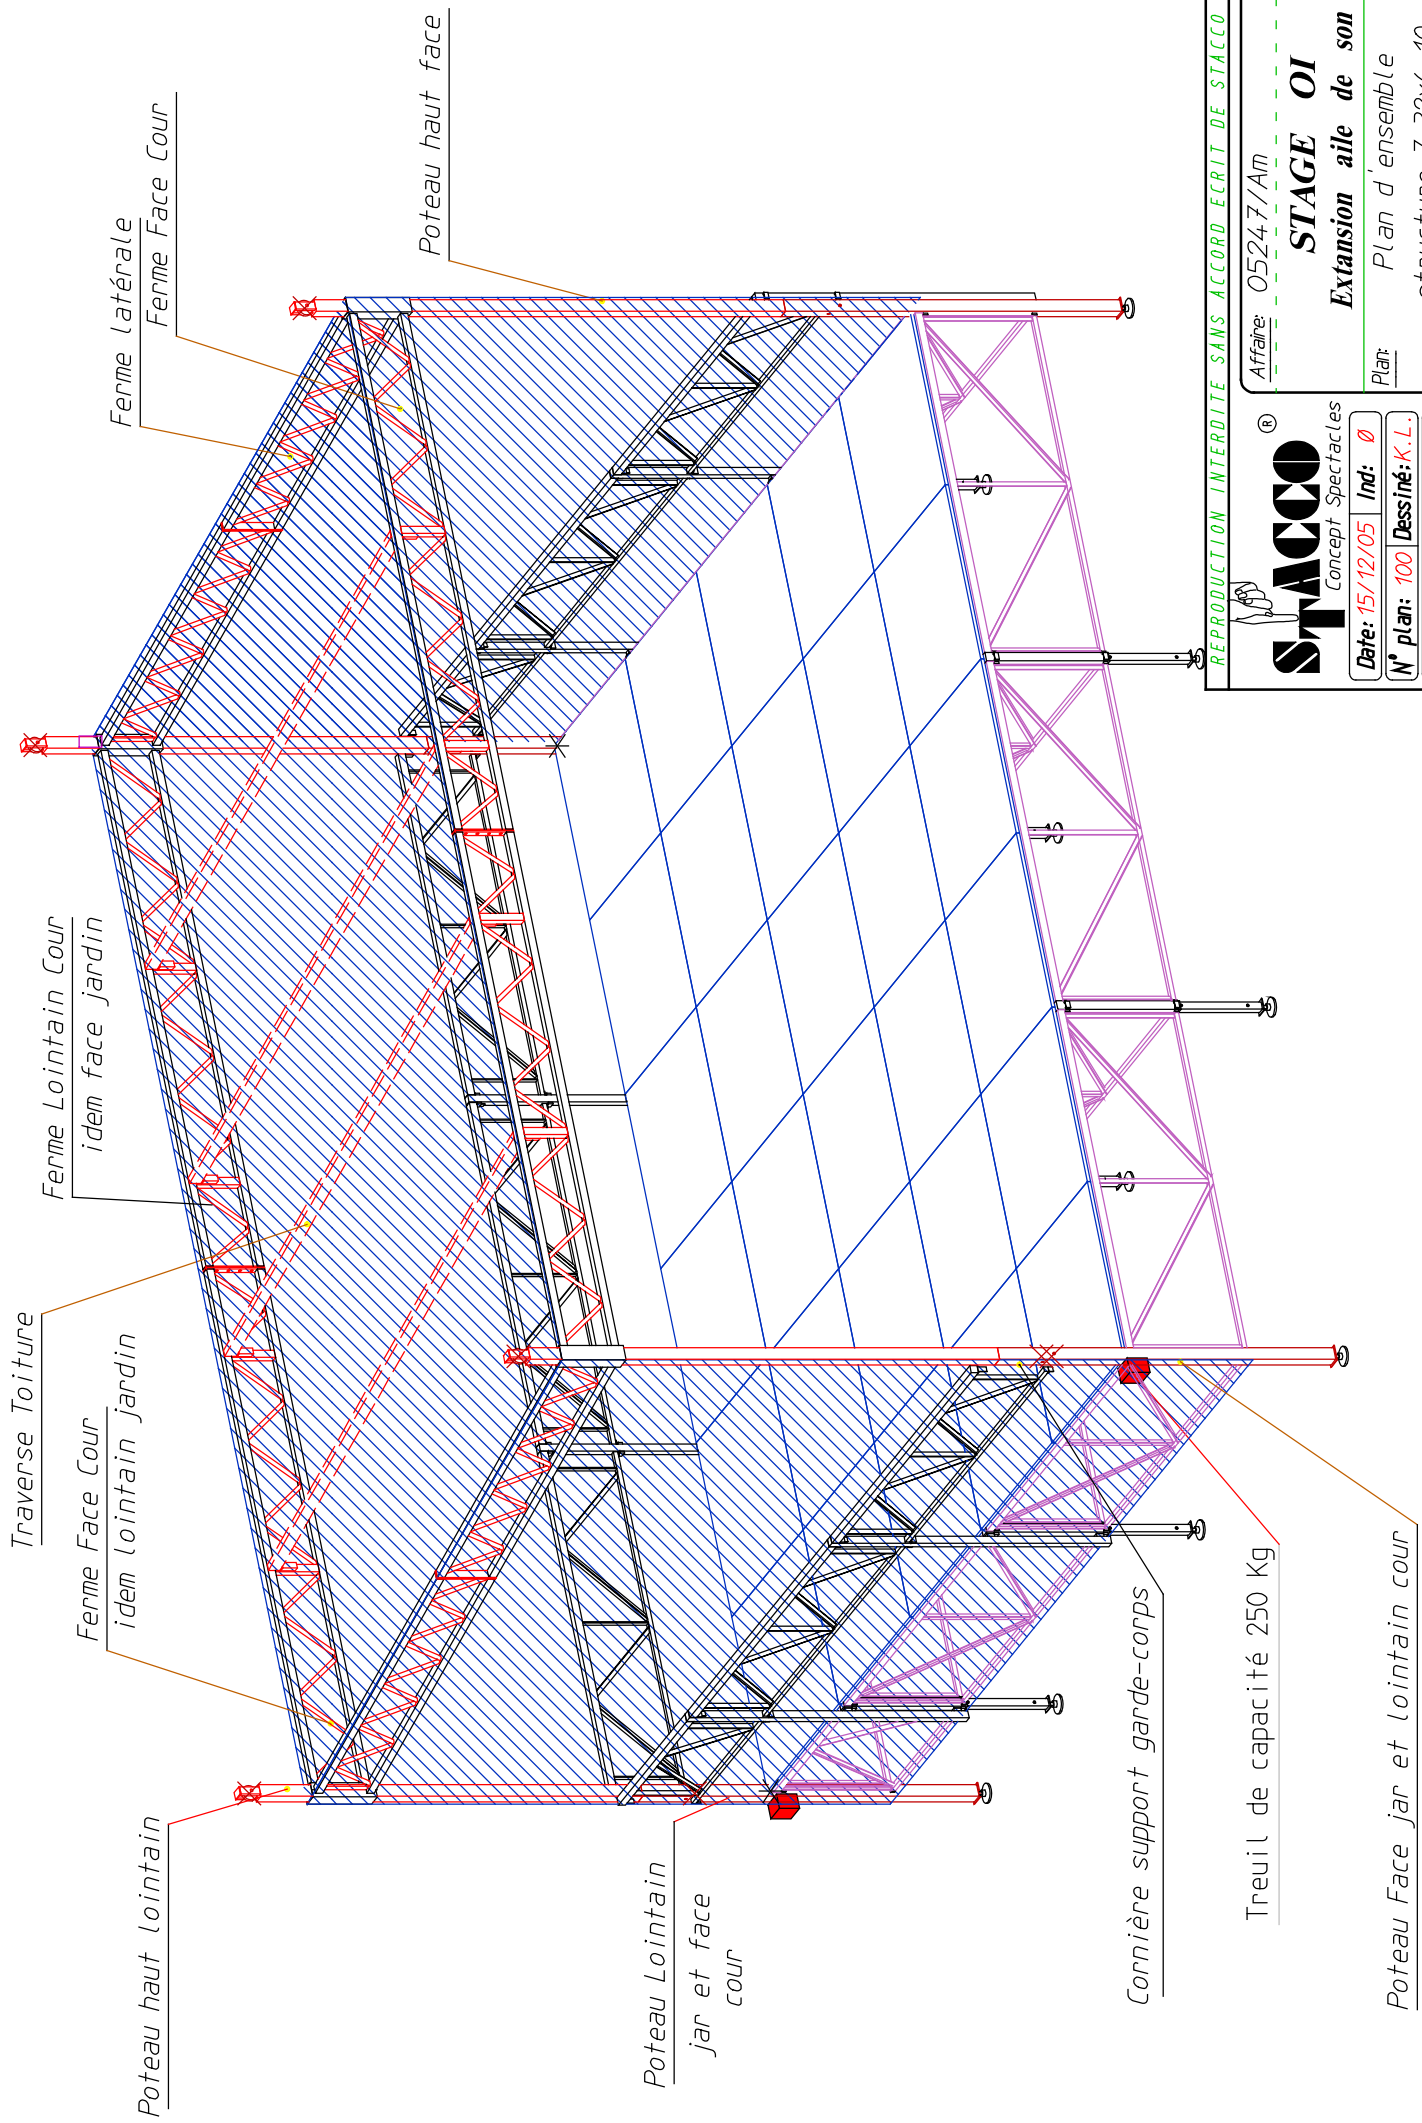 Traverse Toiture
Ferme Face Cour
idem lointain jardin
Ferme Lointain Cour
idem face jardin
Ferme latérale
Ferme Face Cour
Poteau haut face
Poteau haut lointain
Poteau Lointain
jar et face
cour
Cornière support garde-corps
Treuil de capacité 250 Kg
Poteau Face jar et lointain cour
REPRODUCTION INTERDITE SANS ACCORD ECRIT DE STACCO
STACCO ®
Concept Spectacles
Date: 15/12/05 Ind: Ø
N° plan: 100 Dessiné: K.L.
Affaire: 05247/Am
STAGE OI
Extansion aile de son
Plan: Plan d'ensemble